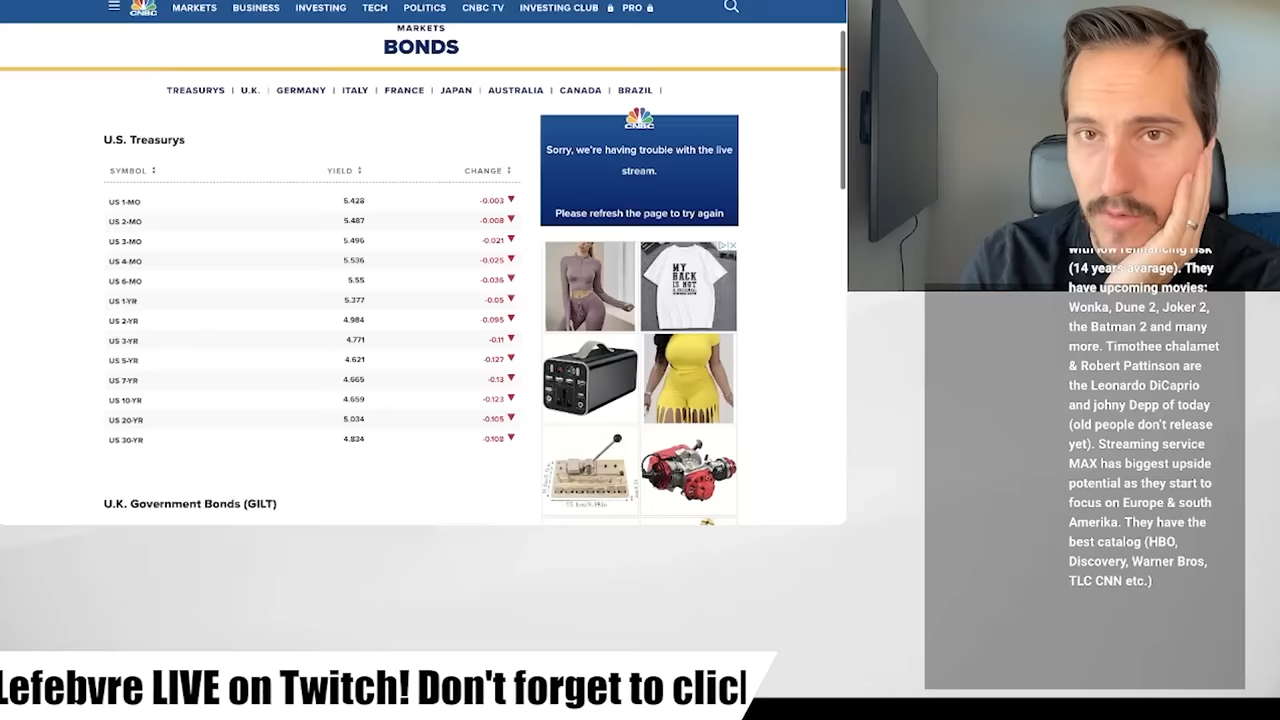 MARKETS BUSINESS INVESTING TECH POLITICS CNBC TV INVESTING CLUB PRO
CNBC
MARKETS
BONDS
TREASURYS | U.K. | GERMANY | ITALY | FRANCE | JAPAN | AUSTRALIA | CANADA | BRAZIL |
U.S. Treasurys
SYMBOL YIELD CHANGE
US 1-MO 5.428 -0.003
US 2-MO 5.487 -0.008
US 3-MO 5.496 -0.021
US 4-MO 5.536 -0.025
US 6-MO 5.55 -0.036
US 1-YR 5.377 -0.05
US 2-YR 4.984 -0.095
US 3-YR 4.771 -0.11
US 5-YR 4.621 -0.127
US 7-YR 4.665 -0.13
US 10-YR 4.659 -0.123
US 20-YR 5.034 -0.105
US 30-YR 4.834 -0.108
U.K. Government Bonds (GILT)
CNBC
Sorry, we're having trouble with the live
stream.
Please refresh the page to try again
MY
BACK
IS NOT
with low refinancing risk
(14 years avarage). They
have upcoming movies:
Wonka, Dune 2, Joker 2,
the Batman 2 and many
more. Timothee chalamet
& Robert Pattinson are
the Leonardo DiCaprio
and johny Depp of today
(old people don't release
yet). Streaming service
MAX has biggest upside
potential as they start to
focus on Europe & south
Amerika. They have the
best catalog (HBO,
Discovery, Warner Bros,
TLC CNN etc.)
Lefebvre LIVE on Twitch! Don't forget to clic